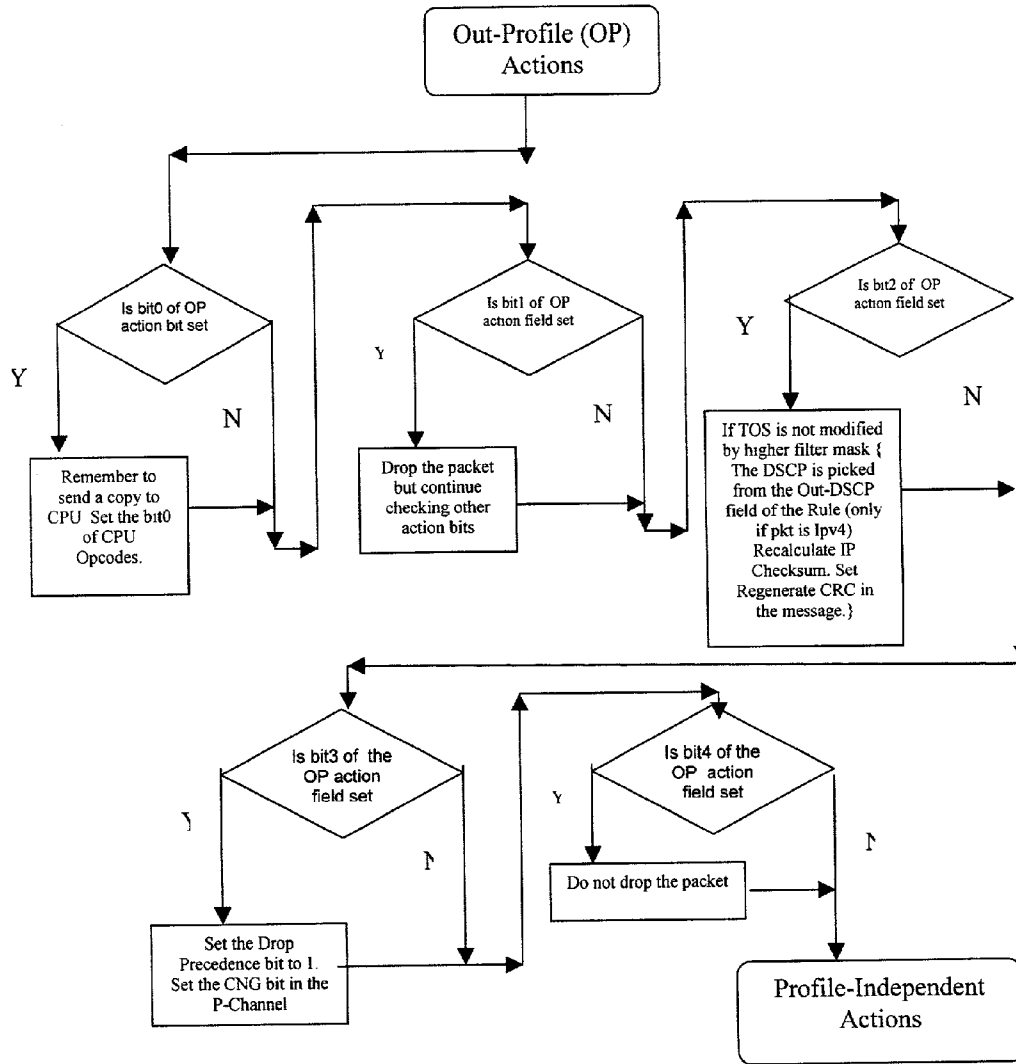 Out-Profile (OP)
Actions
Is bit0 of OP
action bit set
Y
N
Remember to
send a copy to
CPU Set the bit0
of CPU
Opcodes.
Is bit1 of OP
action field set
Y
N
Drop the packet
but continue
checking other
action bits
Is bit2 of OP
action field set
Y
N
If TOS is not modified
by higher filter mask {
The DSCP is picked
from the Out-DSCP
field of the Rule (only
if pkt is Ipv4)
Recalculate IP
Checksum. Set
Regenerate CRC in
the message.}
Is bit3 of the
OP action
field set
Y
N
Set the Drop
Precedence bit to 1.
Set the CNG bit in the
P-Channel
Is bit4 of the
OP action
field set
Y
N
Do not drop the packet
Profile-Independent
Actions